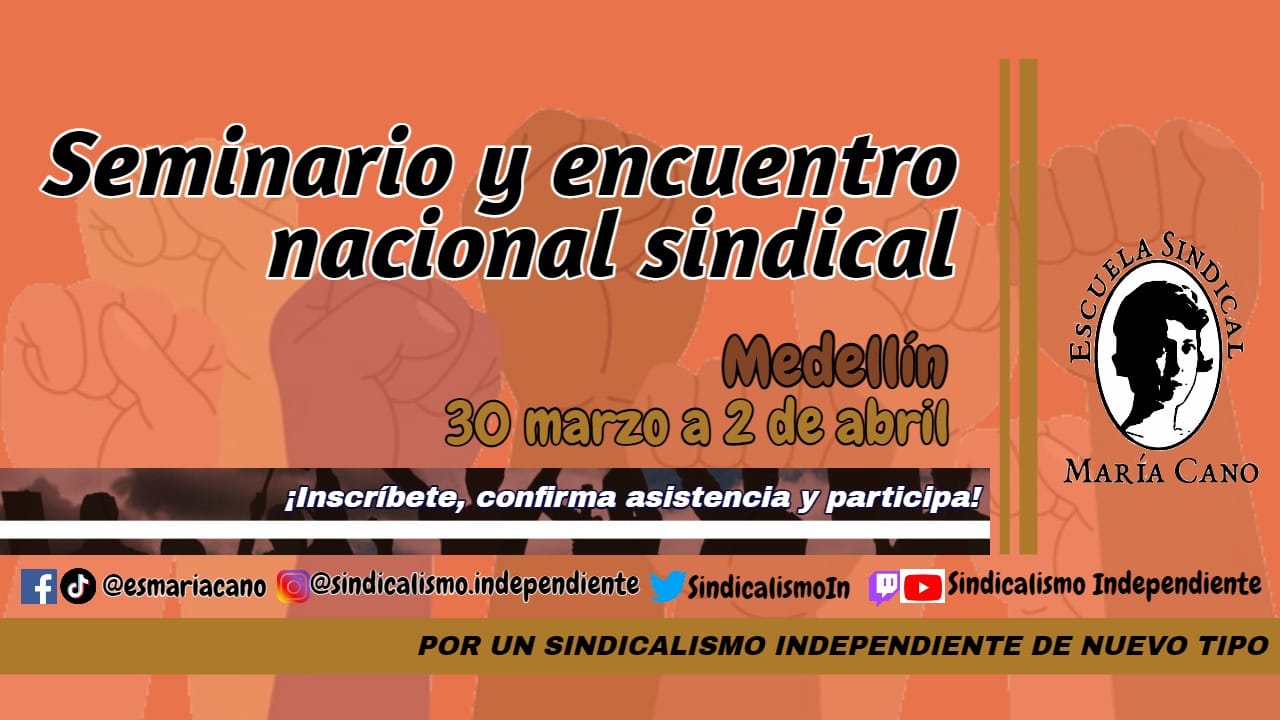 Seminario y encuentro
nacional sindical
Medellín
30 marzo a 2 de abril
¡Inscríbete, confirma asistencia y participa!
ESCUELA SINDICAL
MARÍA CANO
@esmariacano @sindicalismo.independiente SindicalismoIn Sindicalismo Independiente
POR UN SINDICALISMO INDEPENDIENTE DE NUEVO TIPO